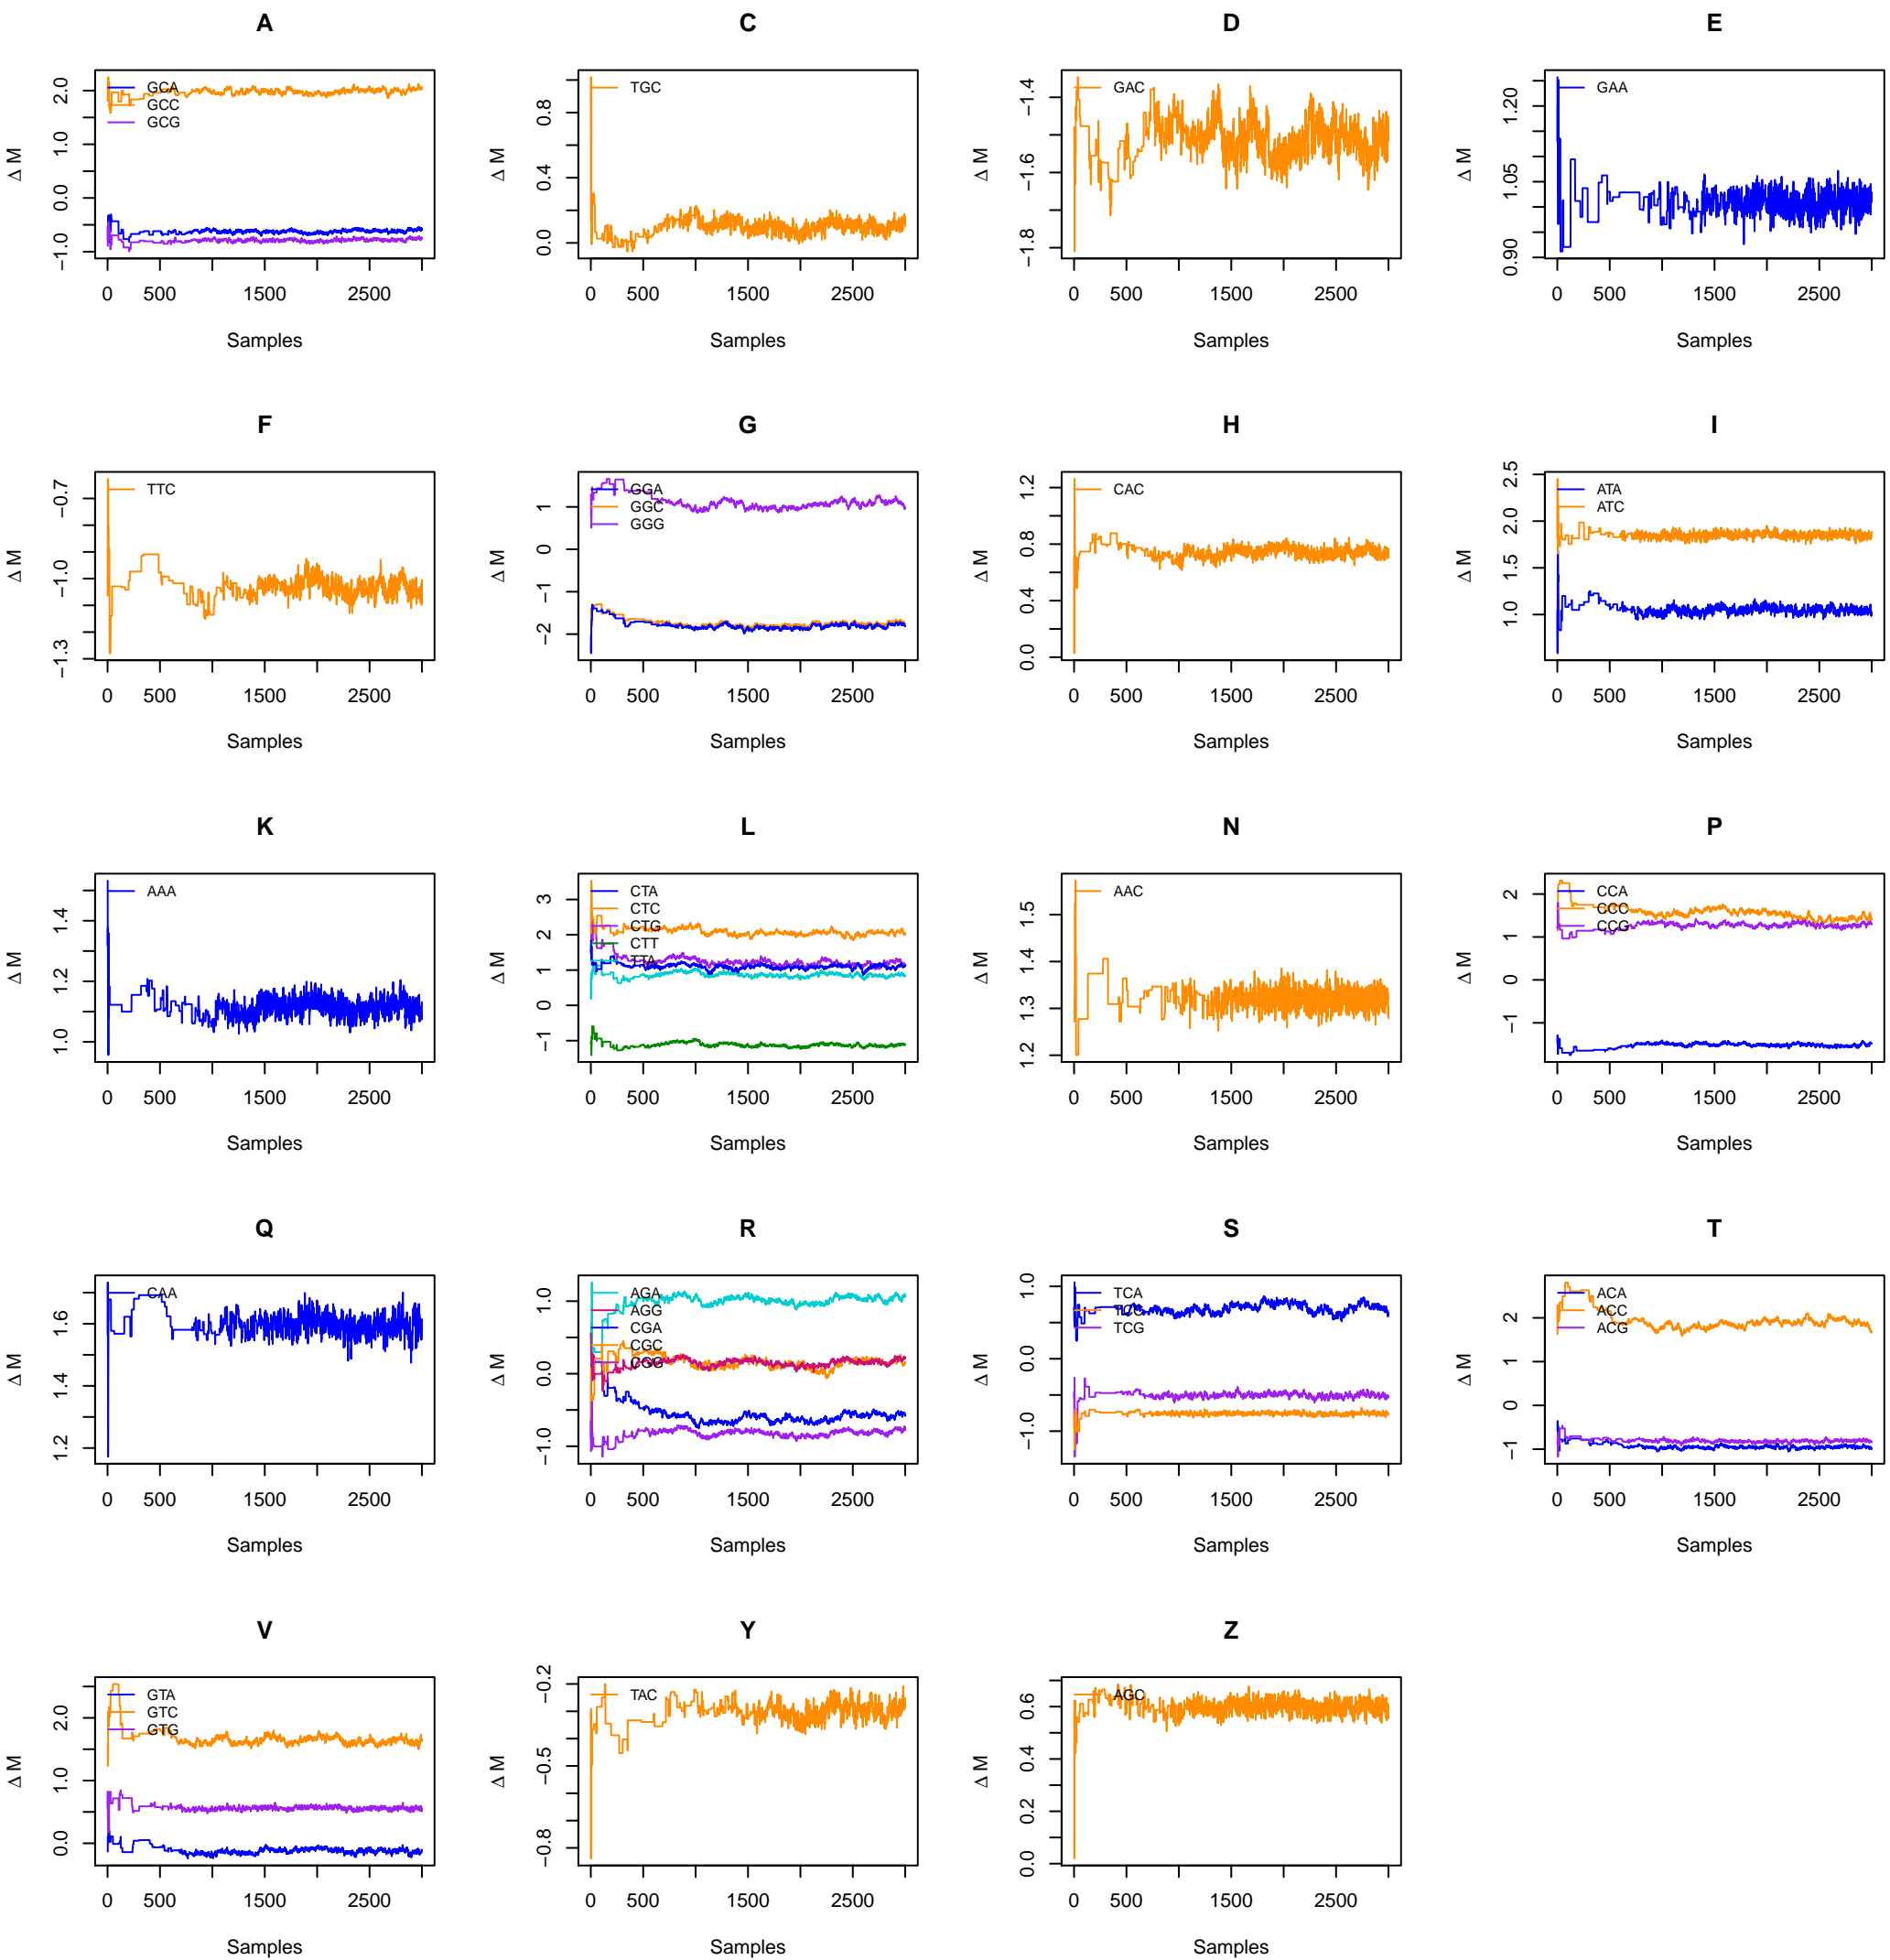 A
Δ M
−1.0 0.0 1.0 2.0
GCA
GCC
GCG
0 500 1500 2500
Samples
C
Δ M
0.0 0.4 0.8
TGC
0 500 1500 2500
Samples
D
Δ M
−1.8 −1.6 −1.4
GAC
0 500 1500 2500
Samples
E
Δ M
0.90 1.05 1.20
GAA
0 500 1500 2500
Samples
F
Δ M
−1.3 −1.0 −0.7
TTC
0 500 1500 2500
Samples
G
Δ M
−2 −1 0 1
GGA
GGC
GGG
0 500 1500 2500
Samples
H
Δ M
0.0 0.4 0.8 1.2
CAC
0 500 1500 2500
Samples
I
Δ M
1.0 1.5 2.0 2.5
ATA
ATC
0 500 1500 2500
Samples
K
Δ M
1.0 1.2 1.4
AAA
0 500 1500 2500
Samples
L
Δ M
−1 0 1 2 3
CTA
CTC
CTG
CTT
TTA
0 500 1500 2500
Samples
N
Δ M
1.2 1.3 1.4 1.5
AAC
0 500 1500 2500
Samples
P
Δ M
−1 0 1 2
CCA
CCC
CCG
0 500 1500 2500
Samples
Q
Δ M
1.2 1.4 1.6
CAA
0 500 1500 2500
Samples
R
Δ M
−1.0 0.0 1.0
AGA
AGG
CGA
CGC
CGG
0 500 1500 2500
Samples
S
Δ M
−1.0 0.0 1.0
TCA
TCC
TCG
0 500 1500 2500
Samples
T
Δ M
−1 0 1 2
ACA
ACC
ACG
0 500 1500 2500
Samples
V
Δ M
0.0 1.0 2.0
GTA
GTC
GTG
0 500 1500 2500
Samples
Y
Δ M
−0.8 −0.5 −0.2
TAC
0 500 1500 2500
Samples
Z
Δ M
0.0 0.2 0.4 0.6
AGC
0 500 1500 2500
Samples